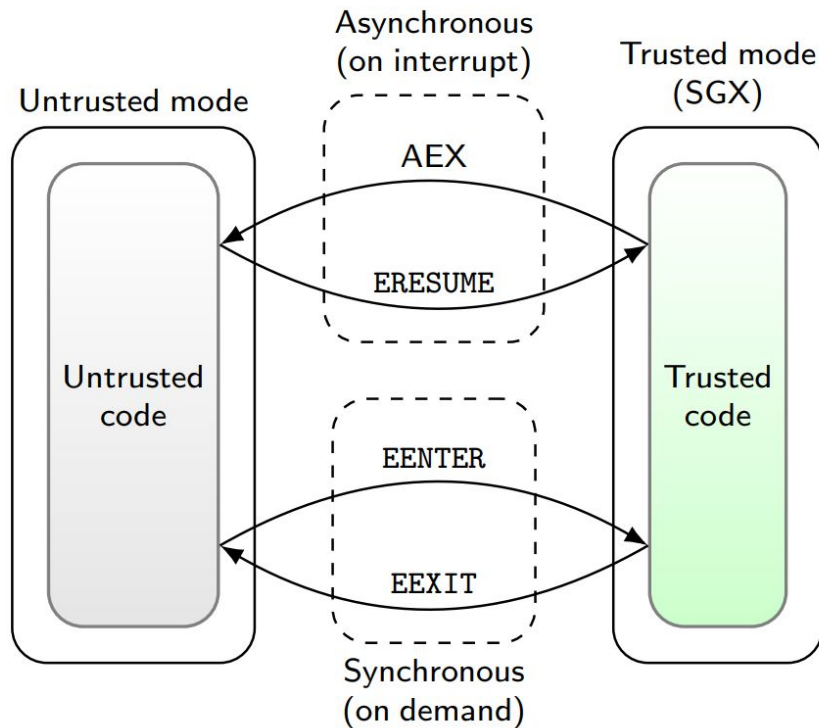 Asynchronous
(on interrupt)
Trusted mode
(SGX)
Untrusted mode
AEX
ERESUME
Untrusted
code
Trusted
code
EENTER
EEXIT
Synchronous
(on demand)